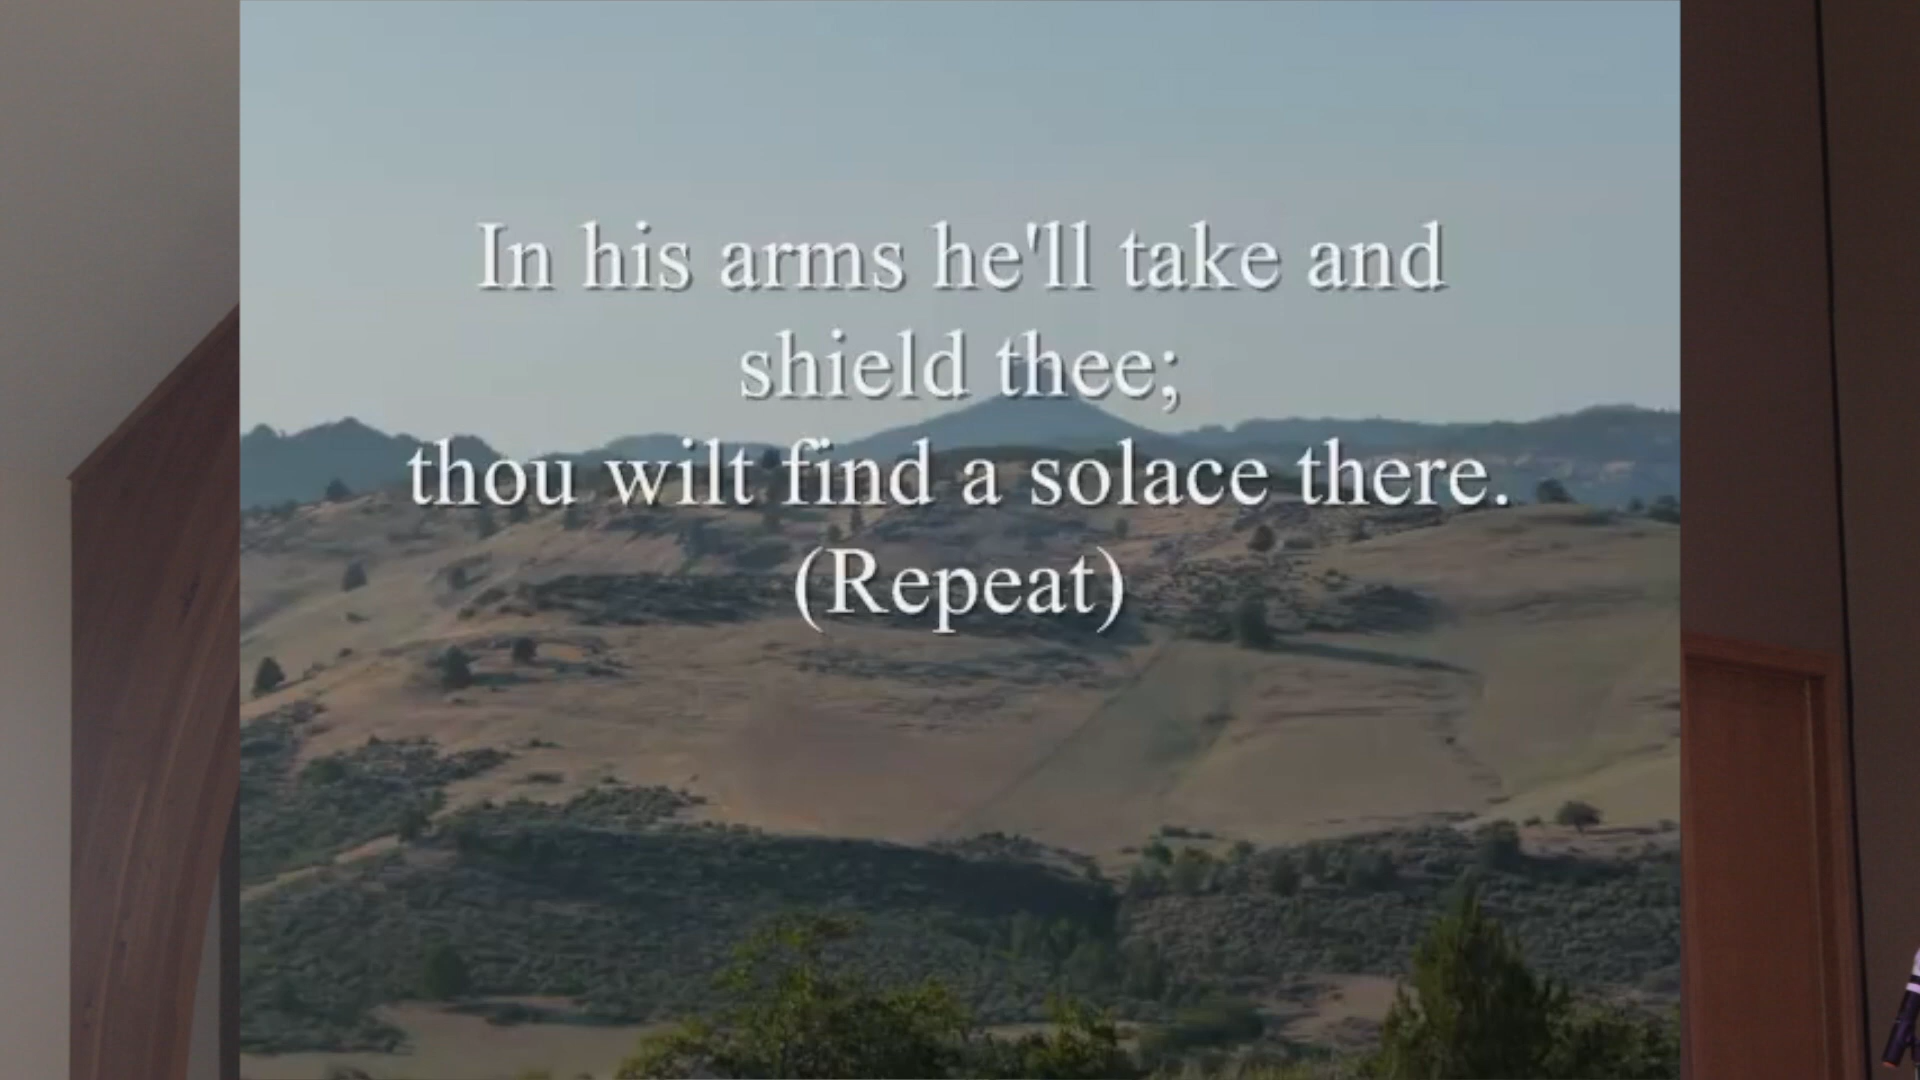 In his arms he'll take and
shield thee;
thou wilt find a solace there.
(Repeat)